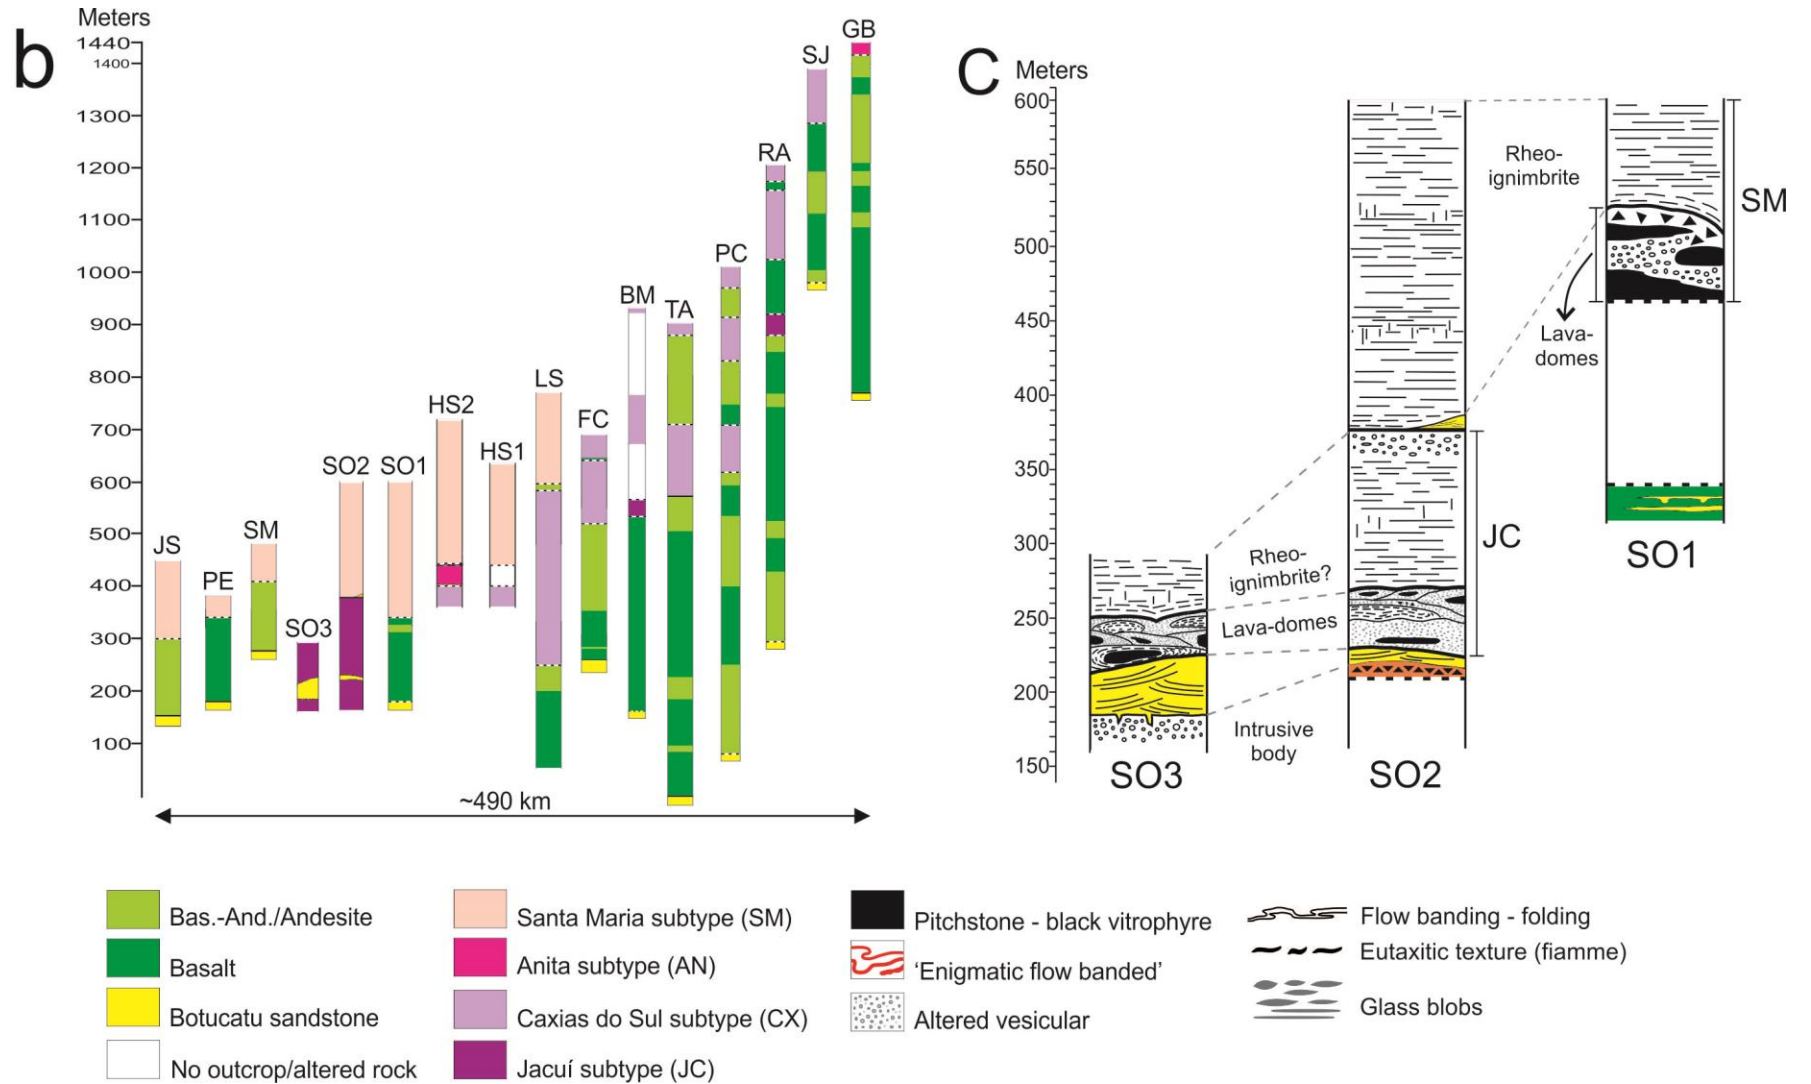 b
Meters
1440
1400
1300
1200
1100
1000
900
800
700
600
500
400
300
200
100
JS
PE
SM
SO3
SO2
SO1
HS2
HS1
LS
FC
BM
TA
PC
RA
SJ
GB
~490 km
C
Meters
600
550
500
450
400
350
300
250
200
150
Rheo-
ignimbrite
SM
Lava-
domes
SO1
JC
Rheo-
ignimbrite?
Lava-domes
Intrusive
body
SO3
SO2
Bas.-And./Andesite
Basalt
Botucatu sandstone
No outcrop/altered rock
Santa Maria subtype (SM)
Anita subtype (AN)
Caxias do Sul subtype (CX)
Jacuí subtype (JC)
Pitchstone - black vitrophyre
'Enigmatic flow banded'
Altered vesicular
Flow banding - folding
Eutaxitic texture (fiamme)
Glass blobs